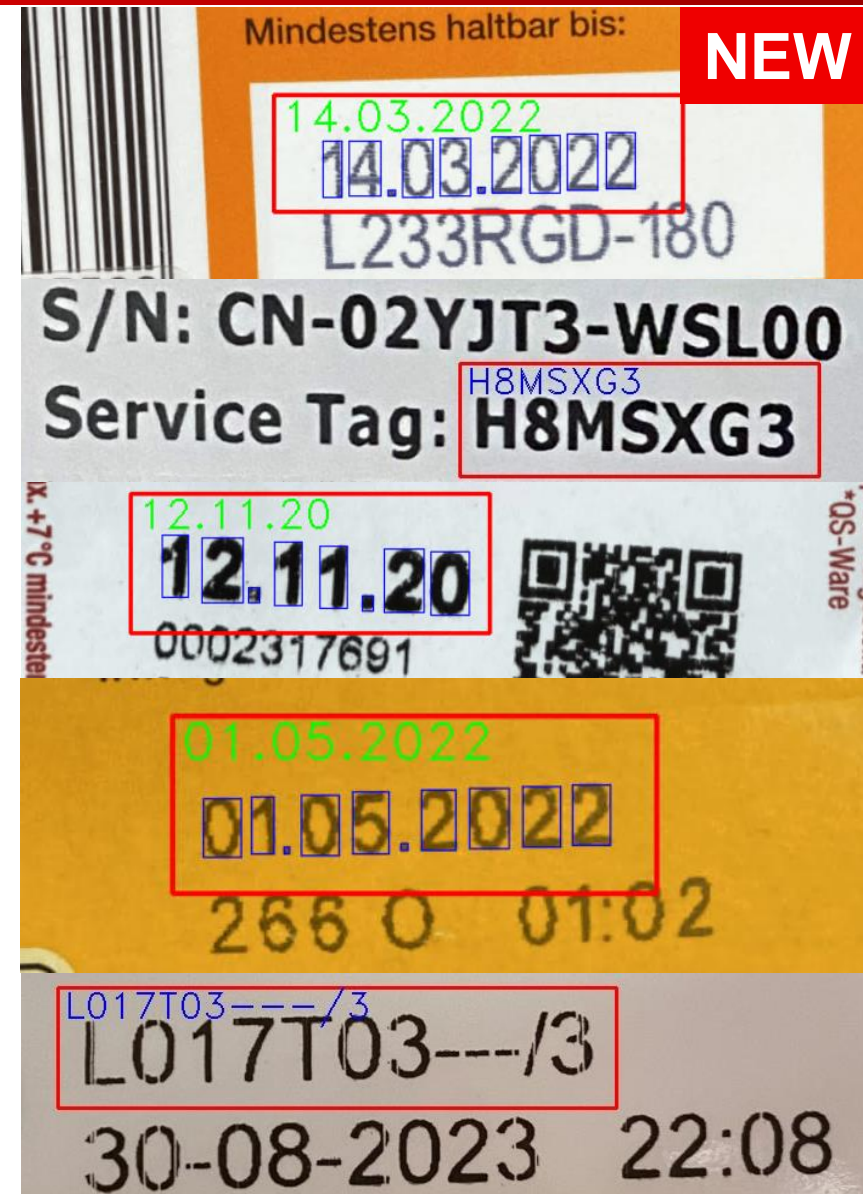 Mindestens haltbar bis:
NEW
14.03.2022
14.03.2022
L233RGD-180
S/N: CN-02YJT3-WSL00
H8MSXG3
Service Tag: H8MSXG3
12.11.20
12.11.20
0002317691
*QS-Ware
01.05.2022
01.05.2022
266 O 01:02
L017T03---/3
L017T03---/3
30-08-2023 22:08